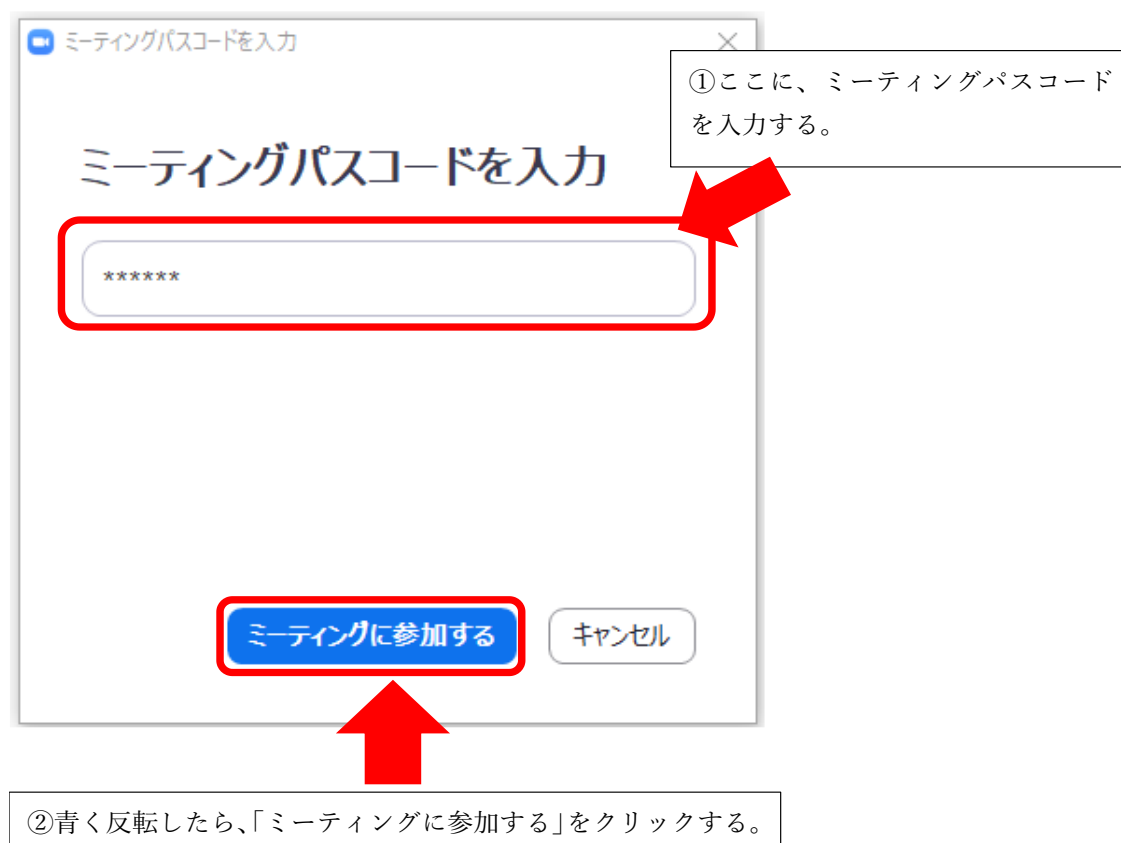 ミーティングパスコードを入力
①ここに、ミーティングパスコード
を入力する。
ミーティングパスコードを入力
******
ミーティングに参加する
キャンセル
②青く反転したら、「ミーティングに参加する」をクリックする。